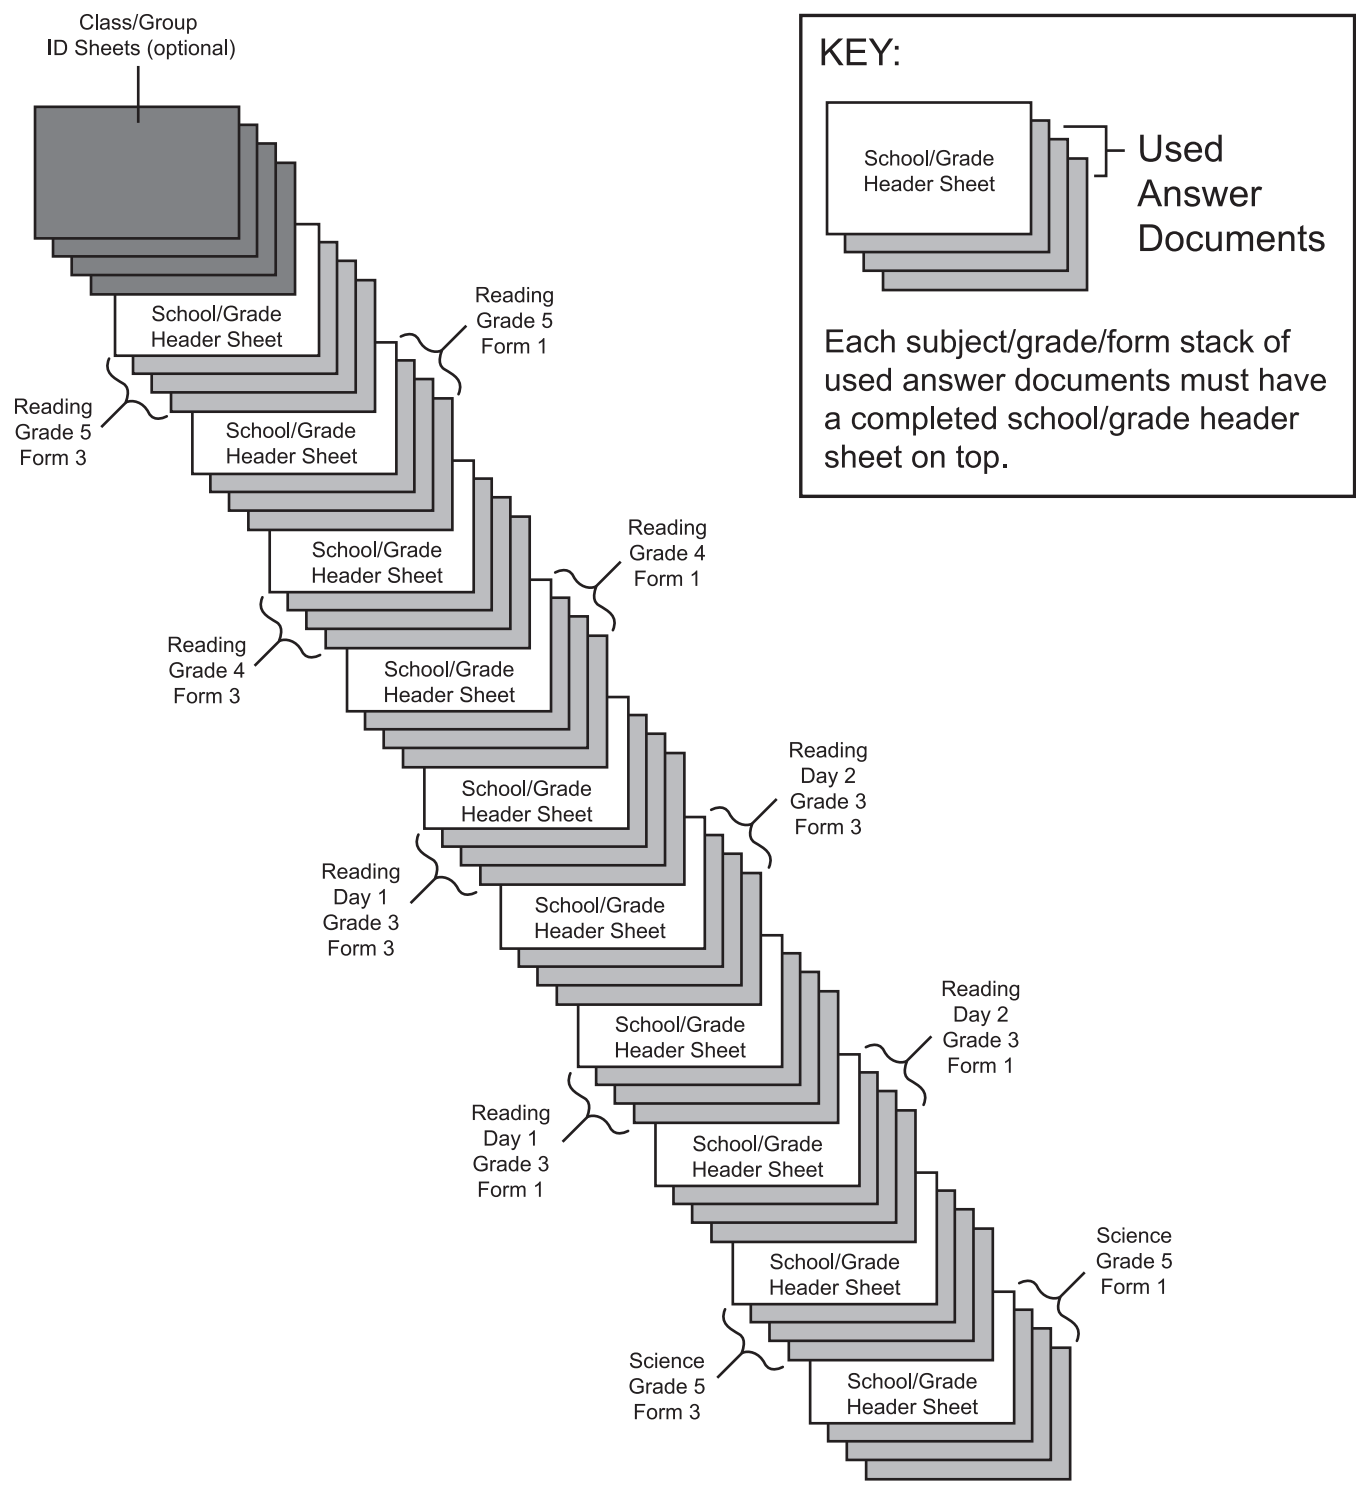 Class/Group
ID Sheets (optional)
KEY:
School/Grade
Header Sheet
Used
Answer
Documents
Each subject/grade/form stack of
used answer documents must have
a completed school/grade header
sheet on top.
School/Grade
Header Sheet
Reading
Grade 5
Form 1
Reading
Grade 5
Form 3
School/Grade
Header Sheet
School/Grade
Header Sheet
Reading
Grade 4
Form 1
Reading
Grade 4
Form 3
School/Grade
Header Sheet
School/Grade
Header Sheet
Reading
Day 2
Grade 3
Form 3
Reading
Day 1
Grade 3
Form 3
School/Grade
Header Sheet
School/Grade
Header Sheet
Reading
Day 2
Grade 3
Form 1
Reading
Day 1
Grade 3
Form 1
School/Grade
Header Sheet
School/Grade
Header Sheet
Science
Grade 5
Form 1
Science
Grade 5
Form 3
School/Grade
Header Sheet